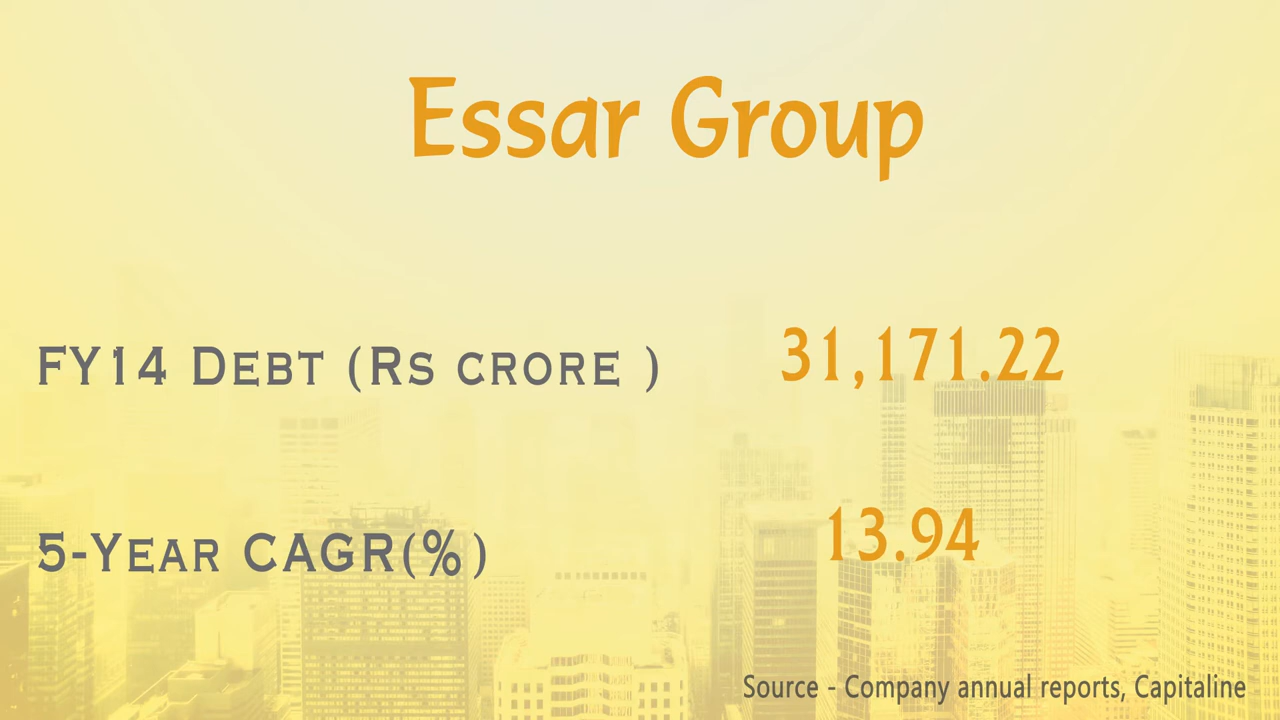 Essar Group
FY14 Debt (Rs crore ) 31,171.22
5-Year CAGR(%) 13.94
Source - Company annual reports, Capitaline